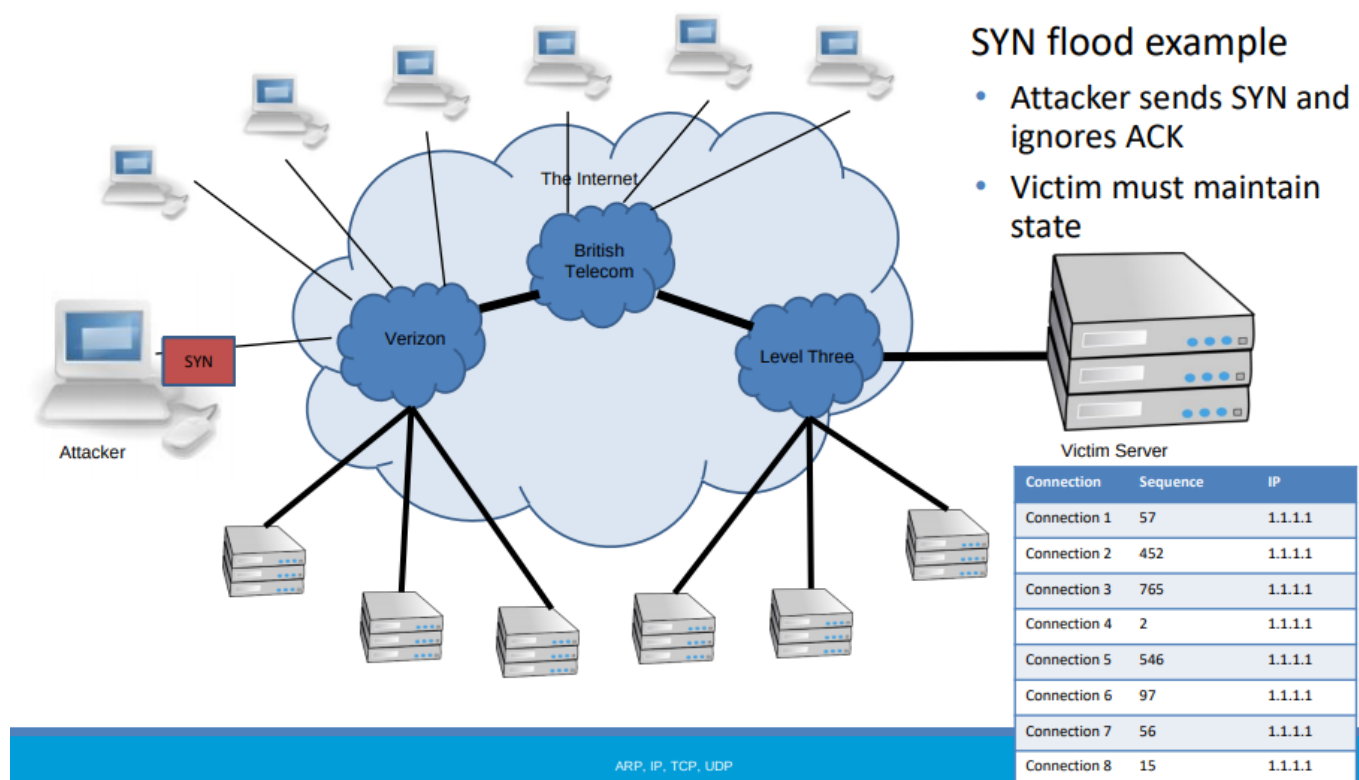 SYN flood example
• Attacker sends SYN and
ignores ACK
• Victim must maintain
state
The Internet
British
Telecom
Verizon
Level Three
SYN
Attacker
Victim Server
Connection Sequence IP
Connection 1 57 1.1.1.1
Connection 2 452 1.1.1.1
Connection 3 765 1.1.1.1
Connection 4 2 1.1.1.1
Connection 5 546 1.1.1.1
Connection 6 97 1.1.1.1
Connection 7 56 1.1.1.1
Connection 8 15 1.1.1.1
ARP, IP, TCP, UDP